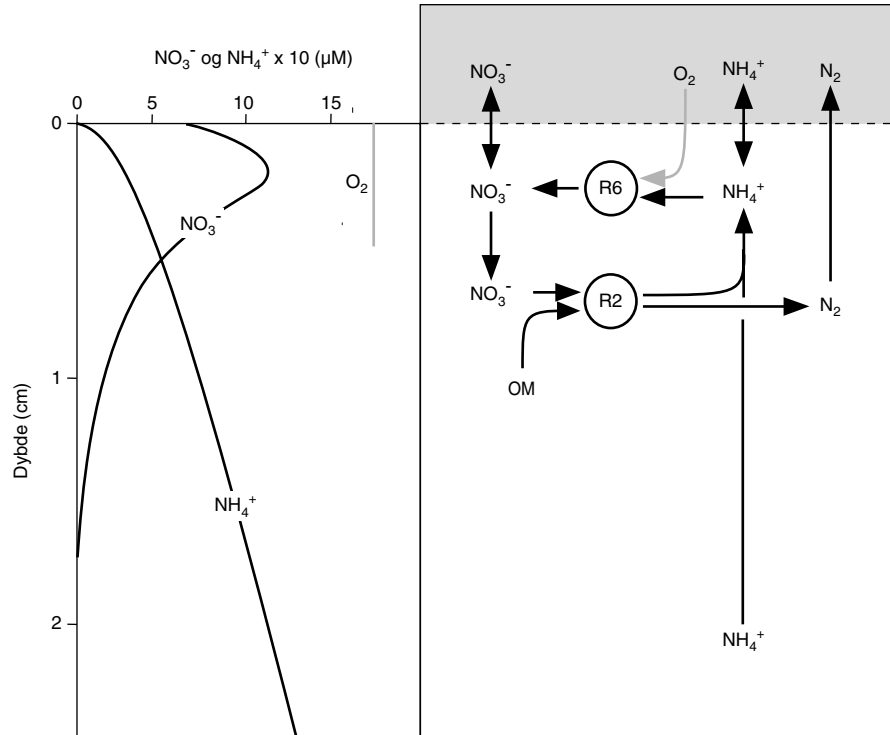 NO₃⁻ og NH₄⁺ x 10 (µM)
0 5 10 15
0
O₂
NO₃⁻
1
Dybde (cm)
NH₄⁺
2
NO₃⁻ O₂ NH₄⁺ N₂
NO₃⁻ R6 NH₄⁺
NO₃⁻ R2 N₂
OM
NH₄⁺